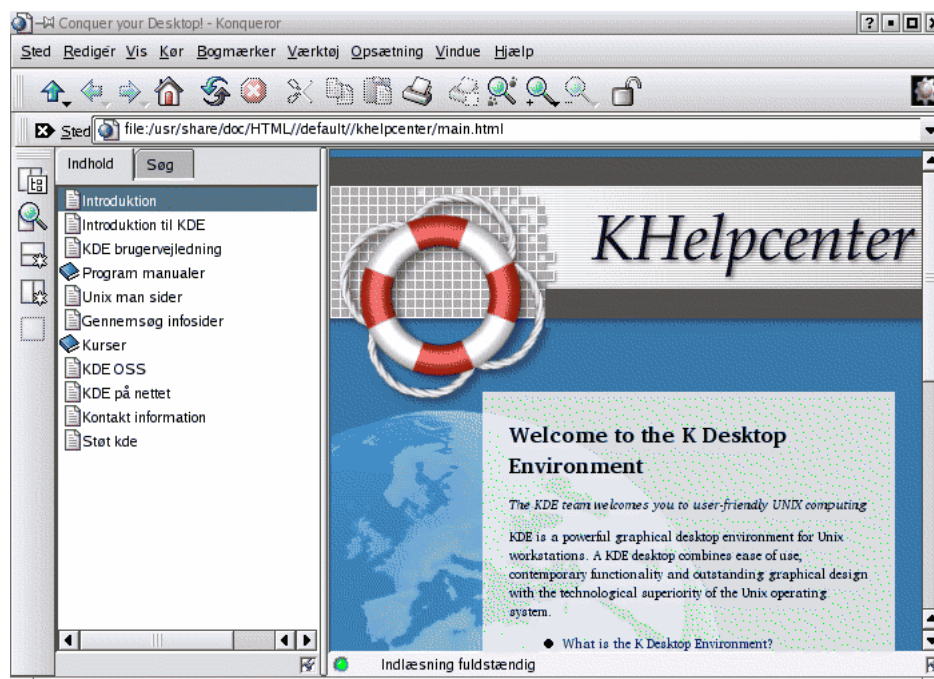 Conquer your Desktop! - Konqueror
Sted Redigér Vis Kør Bogmærker Værktøj Opsætning Vindue Hjælp
Sted file:/usr/share/doc/HTML//default//khelpcenter/main.html
Indhold Søg
Introduktion
Introduktion til KDE
KDE brugervejledning
Program manualer
Unix man sider
Gennemsøg infosider
Kurser
KDE OSS
KDE på nettet
Kontakt information
Støt kde
KHelpcenter
Welcome to the K Desktop
Environment
The KDE team welcomes you to user-friendly UNIX computing
KDE is a powerful graphical desktop environment for Unix
workstations. A KDE desktop combines ease of use,
contemporary functionality and outstanding graphical design
with the technological superiority of the Unix operating
system.
What is the K Desktop Environment?
Indlæsning fuldstændig